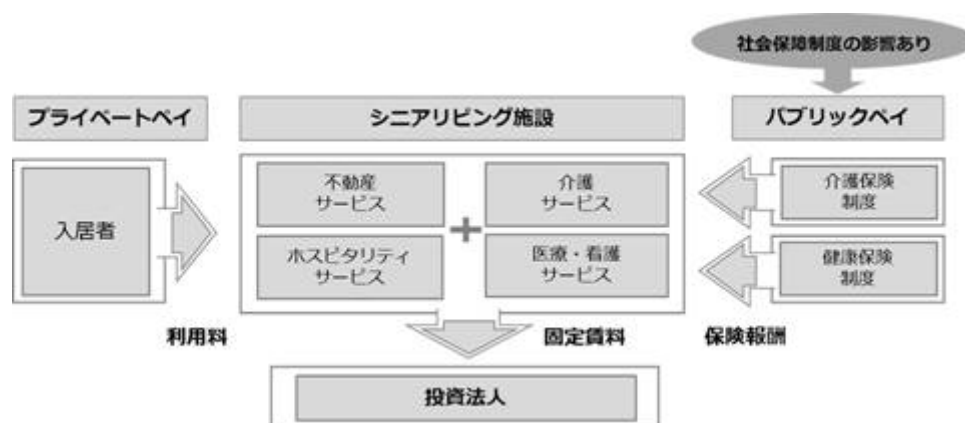 社会保障制度の影響あり
プライベートペイ
シニアリビング施設
パブリックペイ
入居者
不動産
サービス
介護
サービス
+
ホスピタリティ
サービス
医療・看護
サービス
介護保険
制度
健康保険
制度
利用料
固定賃料
保険報酬
投資法人